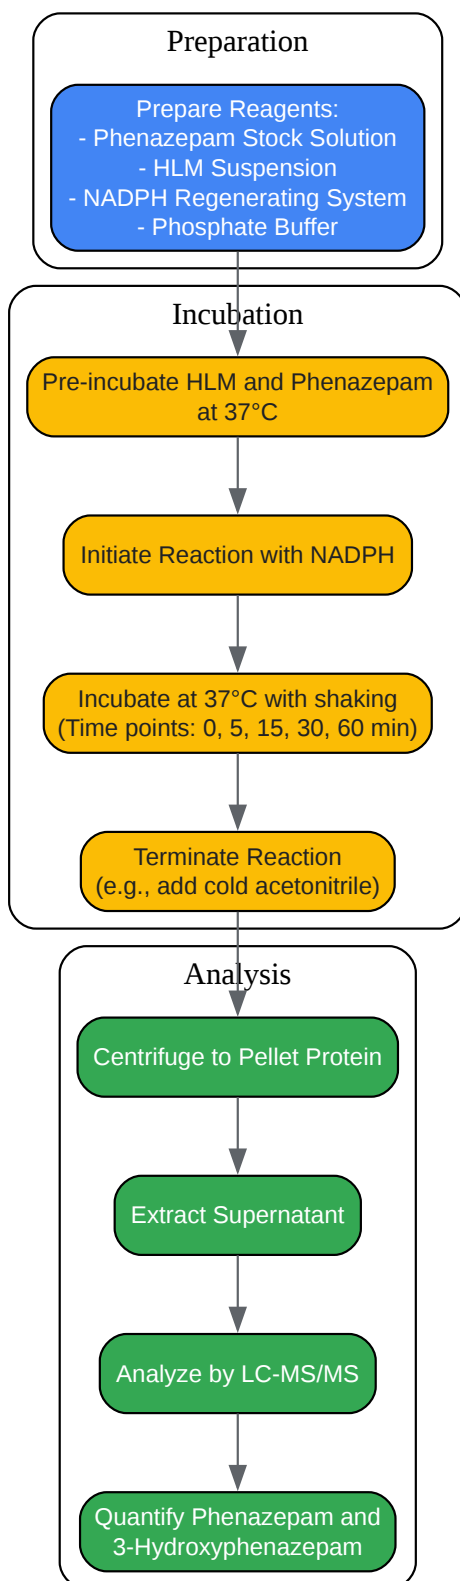 Preparation
Prepare Reagents:
- Phenazepam Stock Solution
- HLM Suspension
- NADPH Regenerating System
- Phosphate Buffer
Incubation
Pre-incubate HLM and Phenazepam
at 37°C
Initiate Reaction with NADPH
Incubate at 37°C with shaking
(Time points: 0, 5, 15, 30, 60 min)
Terminate Reaction
(e.g., add cold acetonitrile)
Analysis
Centrifuge to Pellet Protein
Extract Supernatant
Analyze by LC-MS/MS
Quantify Phenazepam and
3-Hydroxyphenazepam